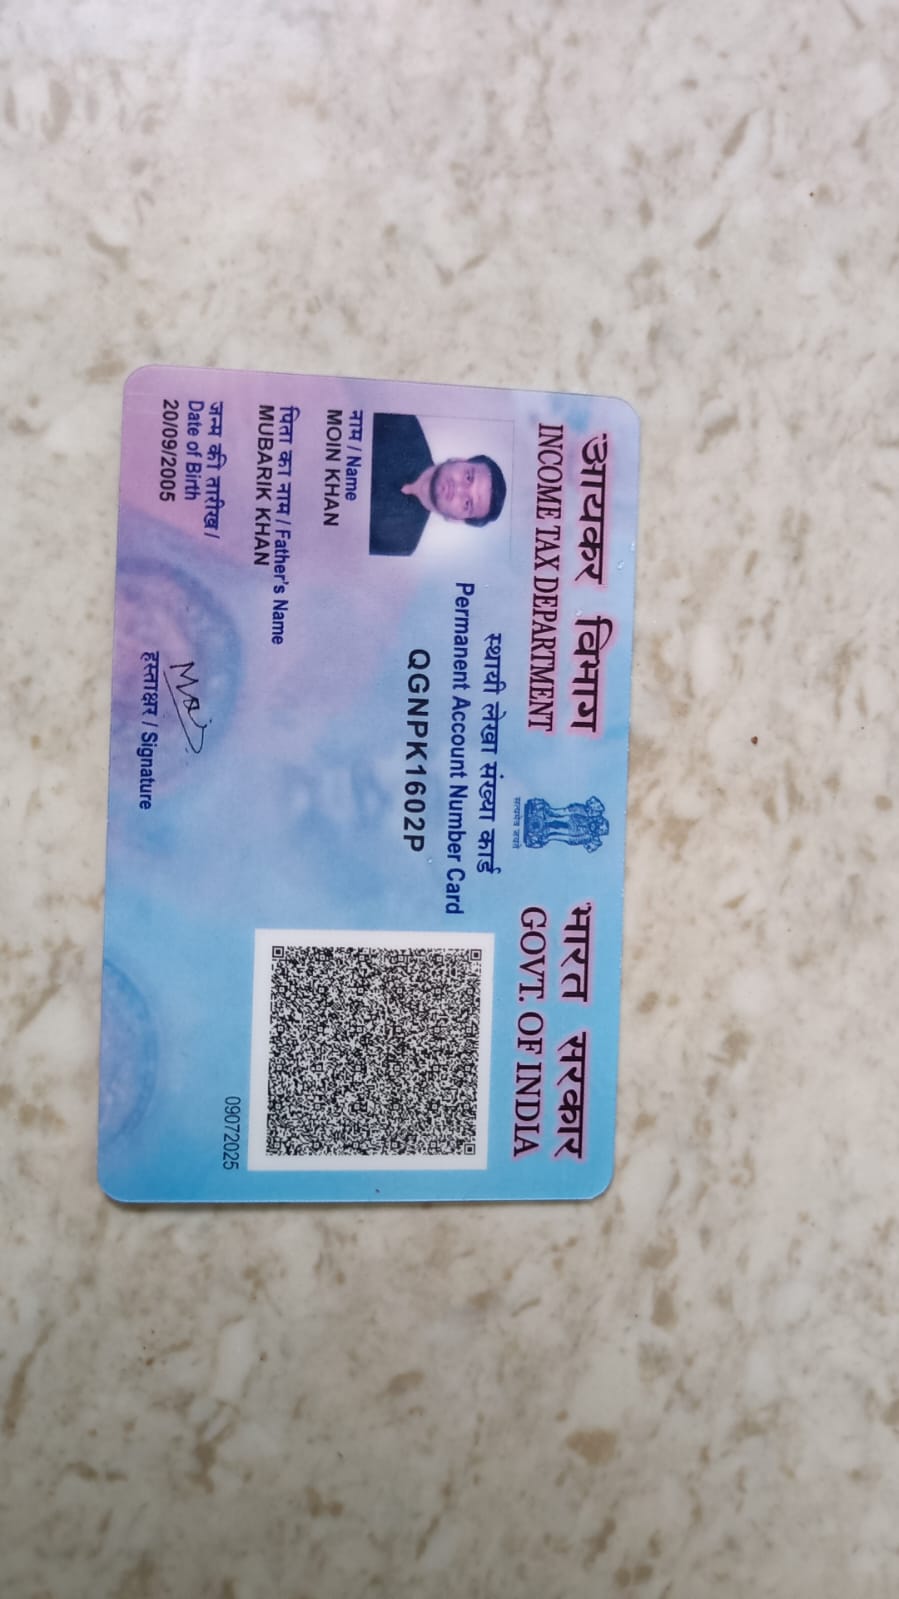 आयकर विभाग
INCOME TAX DEPARTMENT
सत्यमेव जयते
भारत सरकार
GOVT. OF INDIA
स्थायी लेखा संख्या कार्ड
Permanent Account Number Card
QGNPK1602P
नाम / Name
MOIN KHAN
पिता का नाम / Father's Name
MUBARIK KHAN
जन्म की तारीख /
Date of Birth
20/09/2005
हस्ताक्षर / Signature
09072025